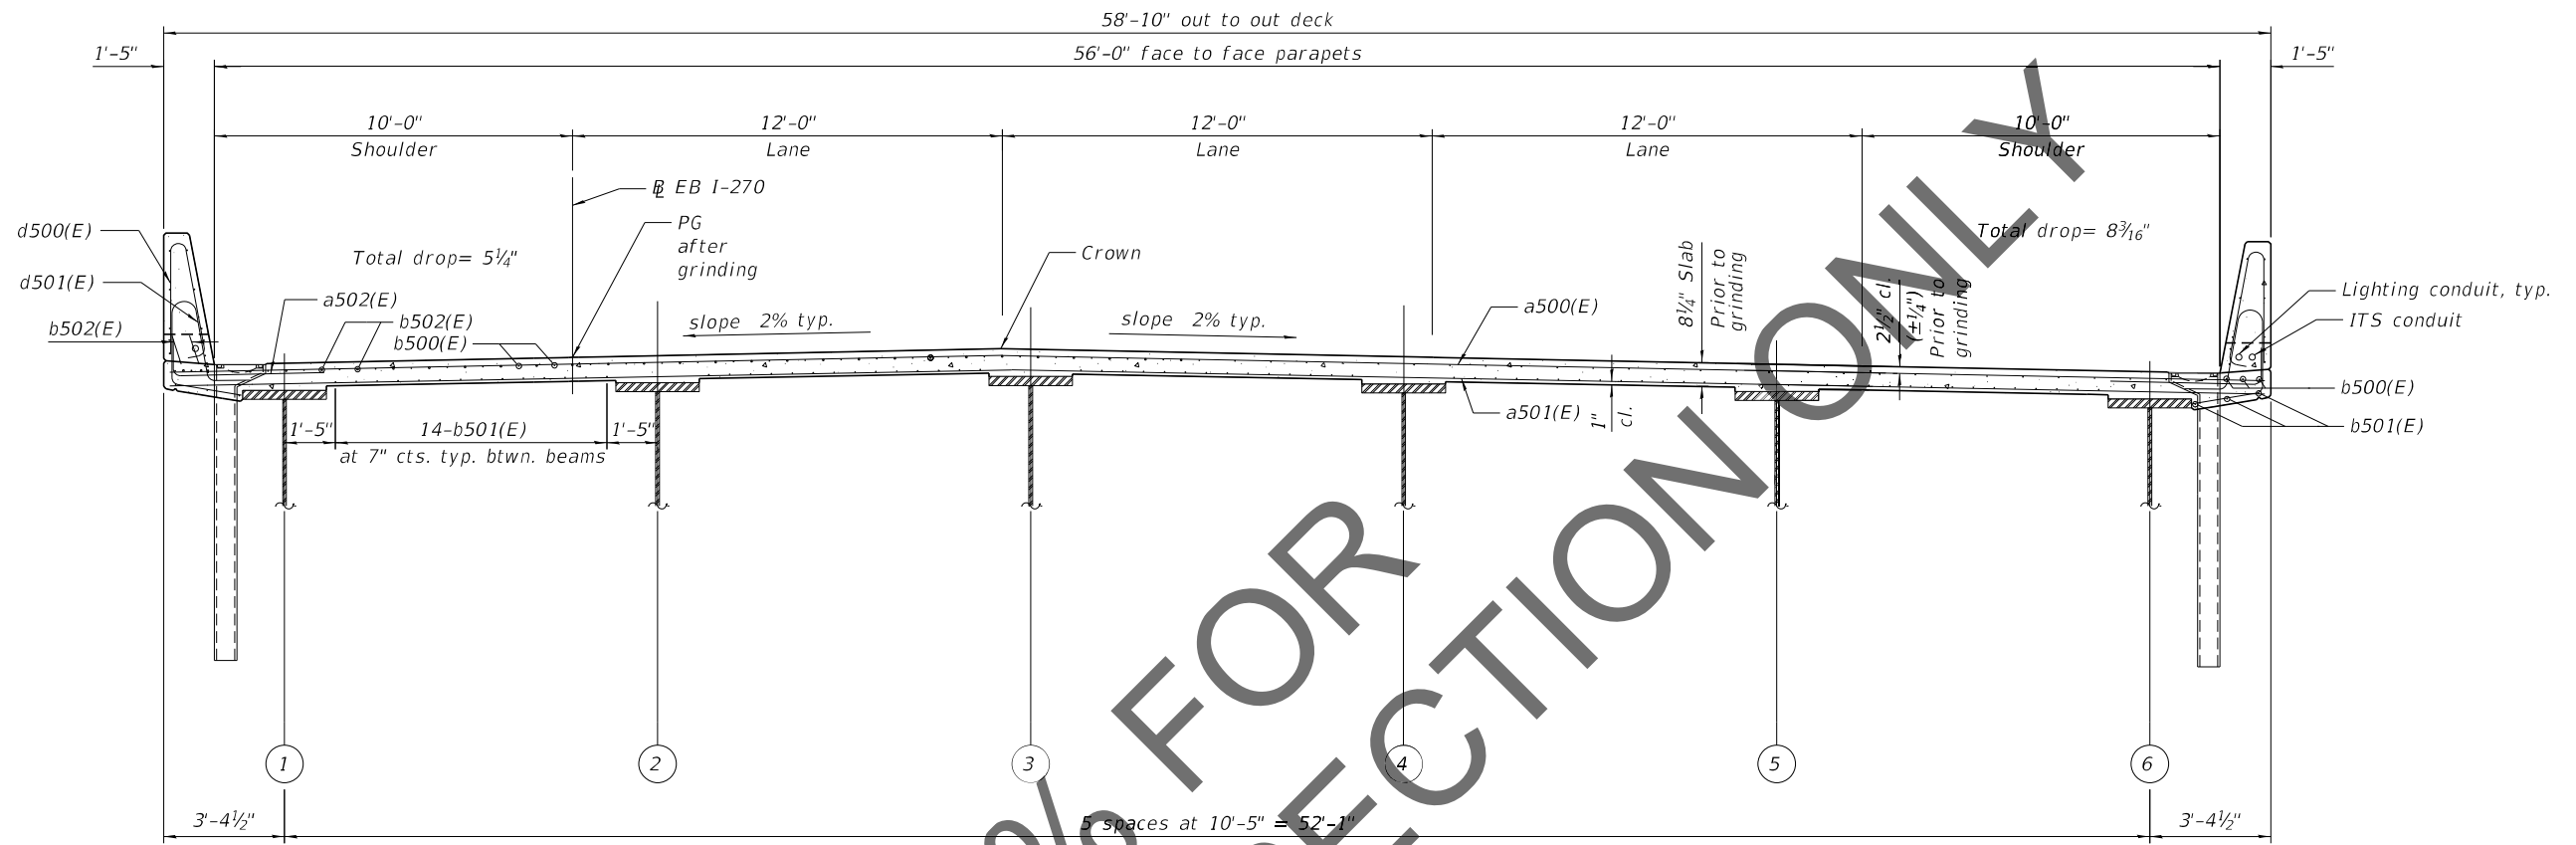 58'-10" out to out deck
1'-5"
56'-0" face to face parapets
1'-5"
10'-0"
Shoulder
12'-0"
Lane
12'-0"
Lane
12'-0"
Lane
10'-0"
Shoulder
℄ EB I-270
PG
after
grinding
Crown
d500(E)
d501(E)
b502(E)
Total drop= 5¼"
a502(E)
b502(E)
b500(E)
slope 2% typ.
slope 2% typ.
a500(E)
a501(E)
1"
cl.
8¼" Slab
Prior to
grinding
2½" cl.
(±¼")
Prior to
grinding
Total drop= 8³⁄₁₆"
Lighting conduit, typ.
ITS conduit
b500(E)
b501(E)
1'-5"
14-b501(E)
1'-5"
at 7" cts. typ. btwn. beams
1
2
3
4
5
6
3'-4½"
5 spaces at 10'-5" = 52'-1"
3'-4½"
% FOR
ECTION ONLY